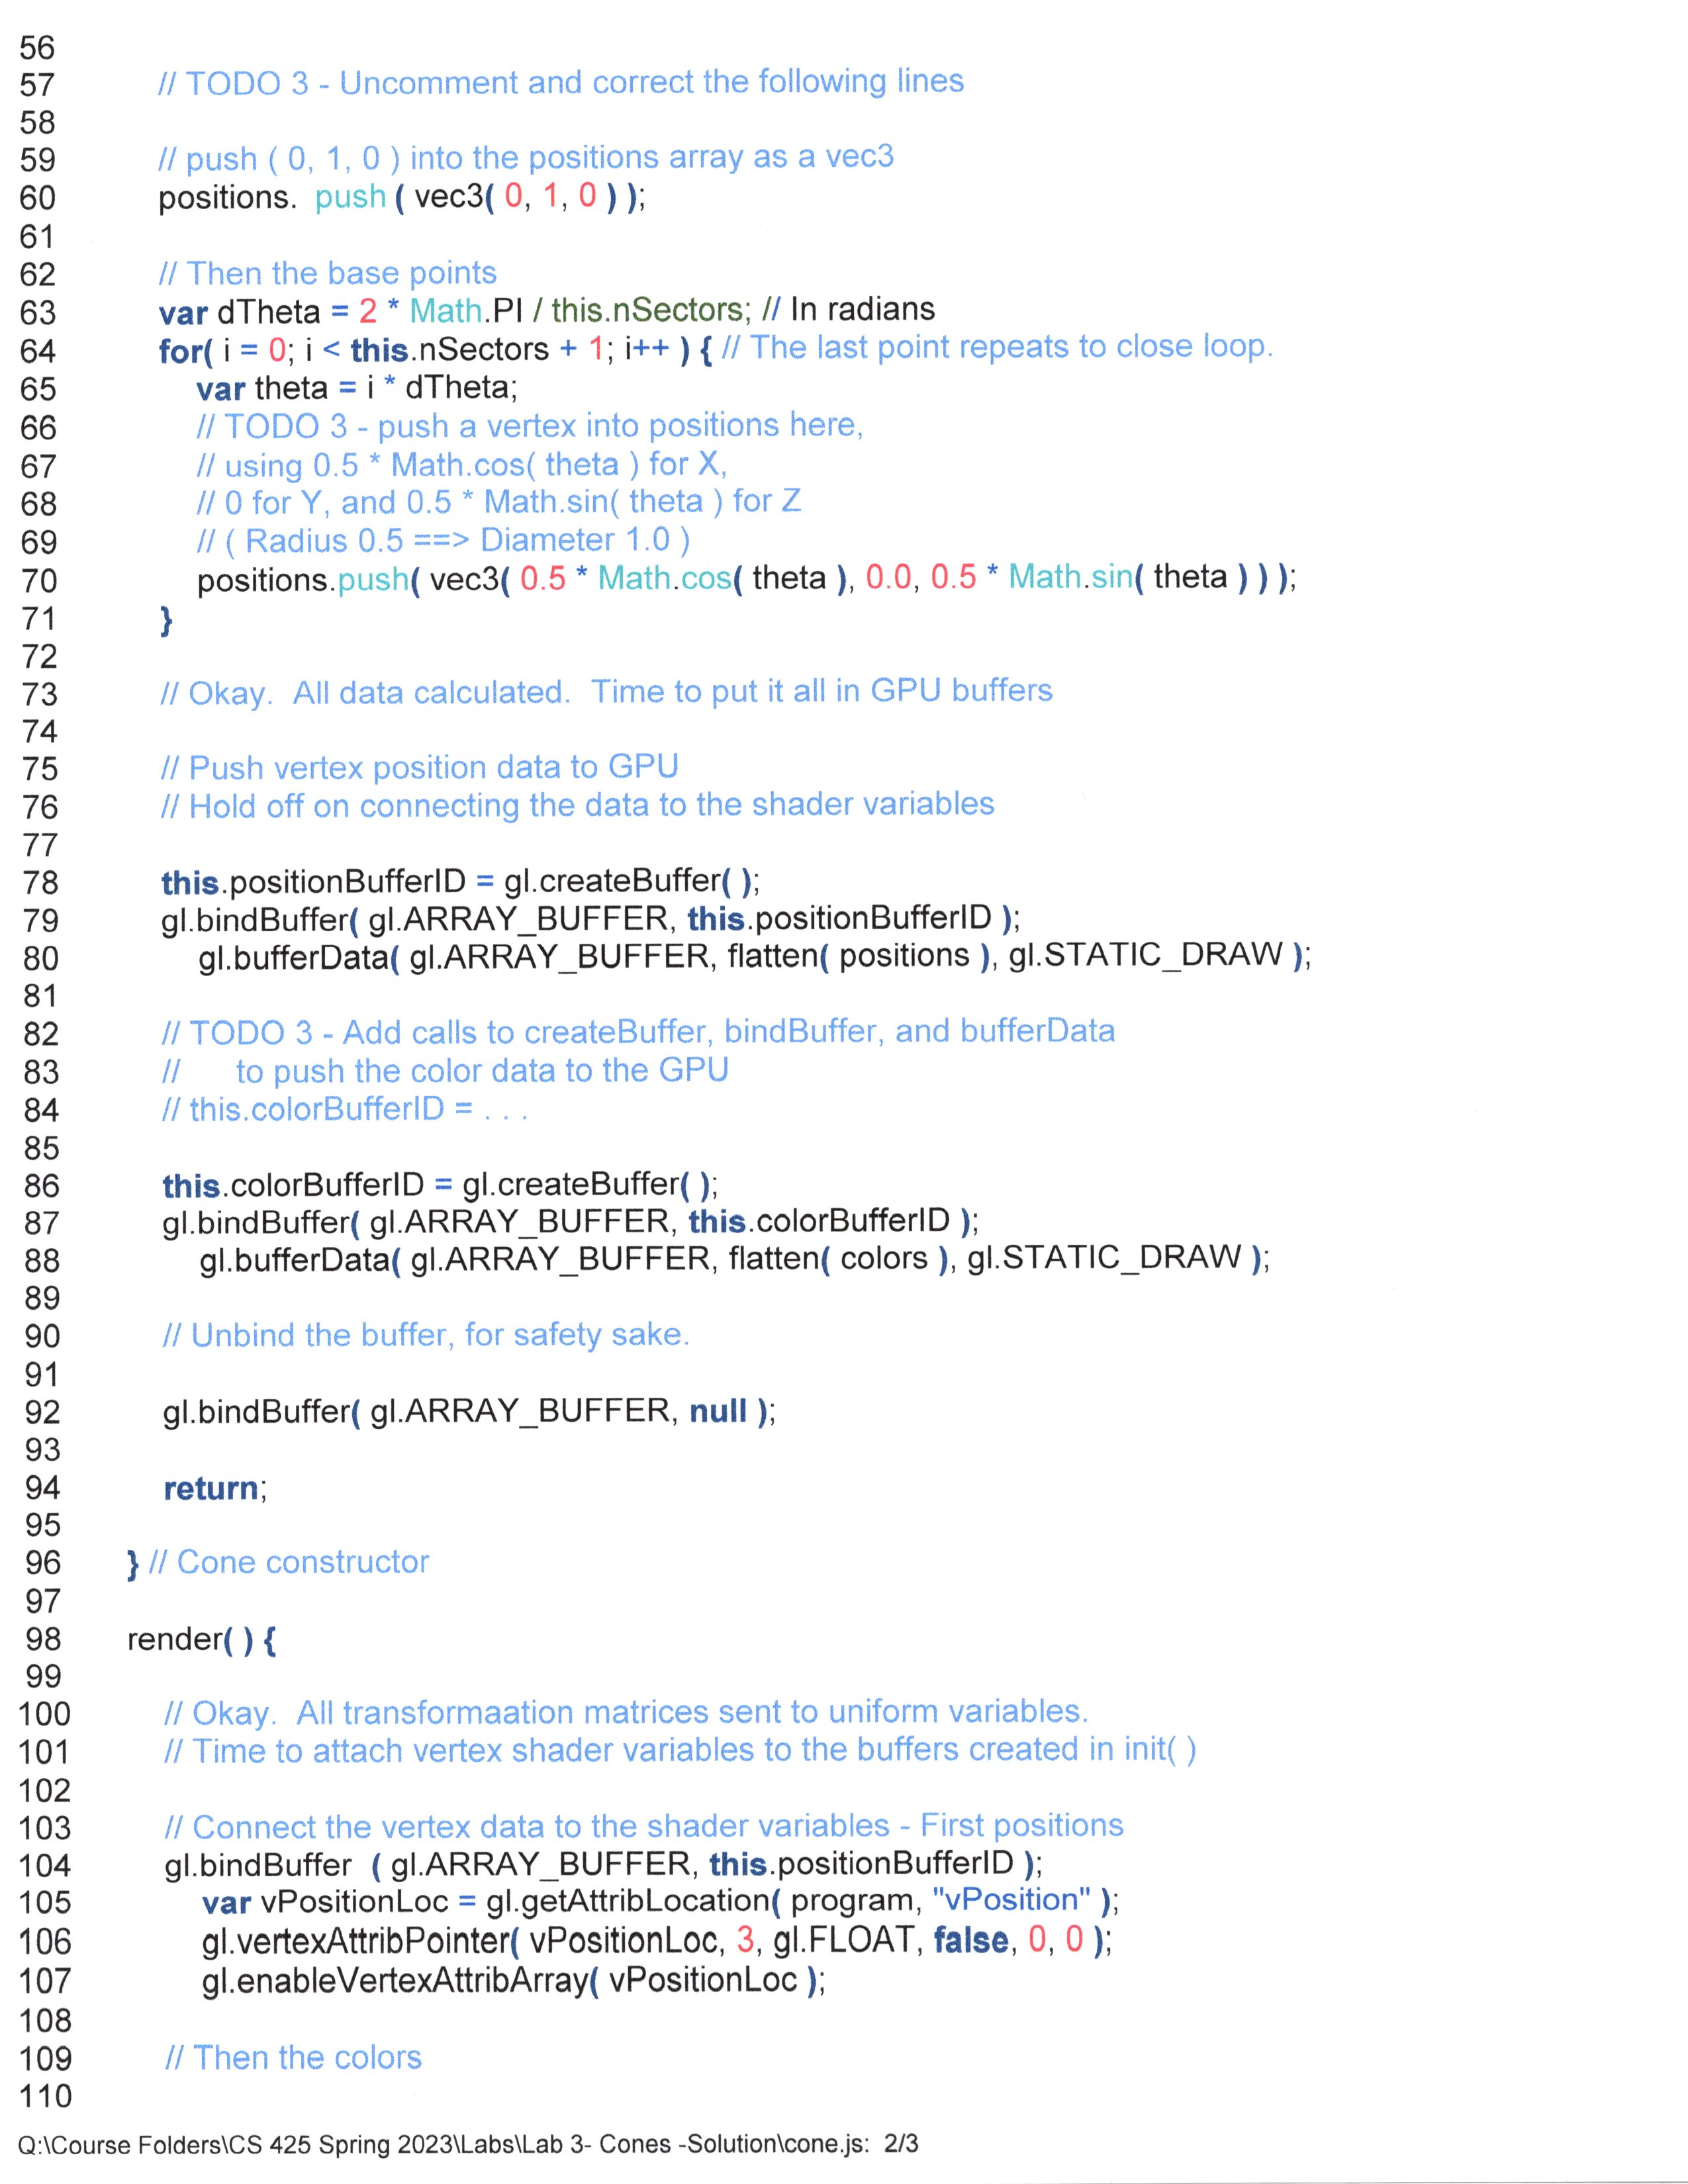 56
57 // TODO 3 - Uncomment and correct the following lines
58
59 // push ( 0, 1, 0 ) into the positions array as a vec3
60 positions. push ( vec3( 0, 1, 0 ) );
61
62 // Then the base points
63 var dTheta = 2 * Math.PI / this.nSectors; // In radians
64 for( i = 0; i < this.nSectors + 1; i++ ) { // The last point repeats to close loop.
65 var theta = i * dTheta;
66 // TODO 3 - push a vertex into positions here,
67 // using 0.5 * Math.cos( theta ) for X,
68 // 0 for Y, and 0.5 * Math.sin( theta ) for Z
69 // ( Radius 0.5 ==> Diameter 1.0 )
70 positions.push( vec3( 0.5 * Math.cos( theta ), 0.0, 0.5 * Math.sin( theta ) ) );
71 }
72
73 // Okay. All data calculated. Time to put it all in GPU buffers
74
75 // Push vertex position data to GPU
76 // Hold off on connecting the data to the shader variables
77
78 this.positionBufferID = gl.createBuffer( );
79 gl.bindBuffer( gl.ARRAY_BUFFER, this.positionBufferID );
80 gl.bufferData( gl.ARRAY_BUFFER, flatten( positions ), gl.STATIC_DRAW );
81
82 // TODO 3 - Add calls to createBuffer, bindBuffer, and bufferData
83 // to push the color data to the GPU
84 // this.colorBufferID = . . .
85
86 this.colorBufferID = gl.createBuffer( );
87 gl.bindBuffer( gl.ARRAY_BUFFER, this.colorBufferID );
88 gl.bufferData( gl.ARRAY_BUFFER, flatten( colors ), gl.STATIC_DRAW );
89
90 // Unbind the buffer, for safety sake.
91
92 gl.bindBuffer( gl.ARRAY_BUFFER, null );
93
94 return;
95
96 } // Cone constructor
97
98 render( ) {
99
100 // Okay. All transformaation matrices sent to uniform variables.
101 // Time to attach vertex shader variables to the buffers created in init( )
102
103 // Connect the vertex data to the shader variables - First positions
104 gl.bindBuffer ( gl.ARRAY_BUFFER, this.positionBufferID );
105 var vPositionLoc = gl.getAttribLocation( program, "vPosition" );
106 gl.vertexAttribPointer( vPositionLoc, 3, gl.FLOAT, false, 0, 0 );
107 gl.enableVertexAttribArray( vPositionLoc );
108
109 // Then the colors
110
Q:\Course Folders\CS 425 Spring 2023\Labs\Lab 3- Cones -Solution\cone.js: 2/3